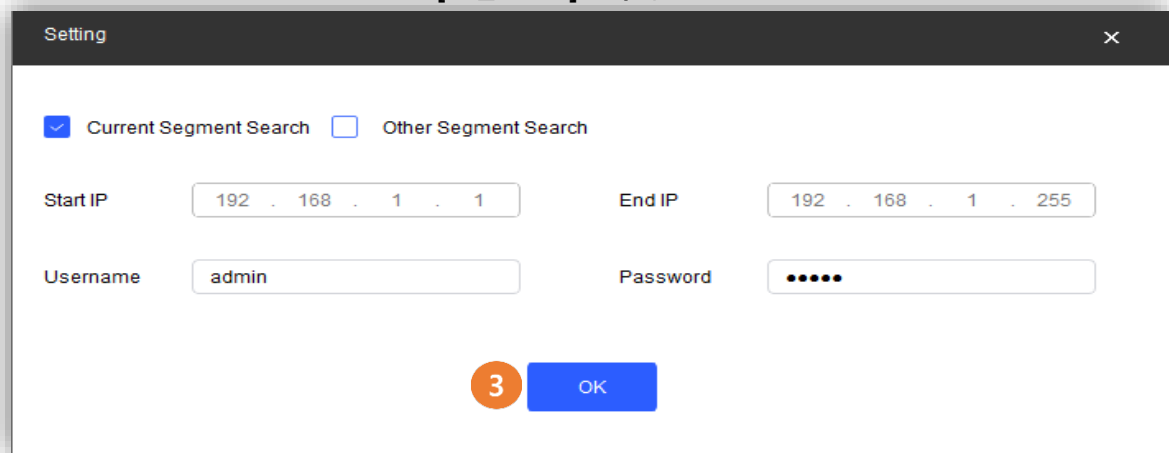 Setting
Current Segment Search Other Segment Search
Start IP 192 . 168 . 1 . 1 End IP 192 . 168 . 1 . 255
Username admin Password •••••
3 OK